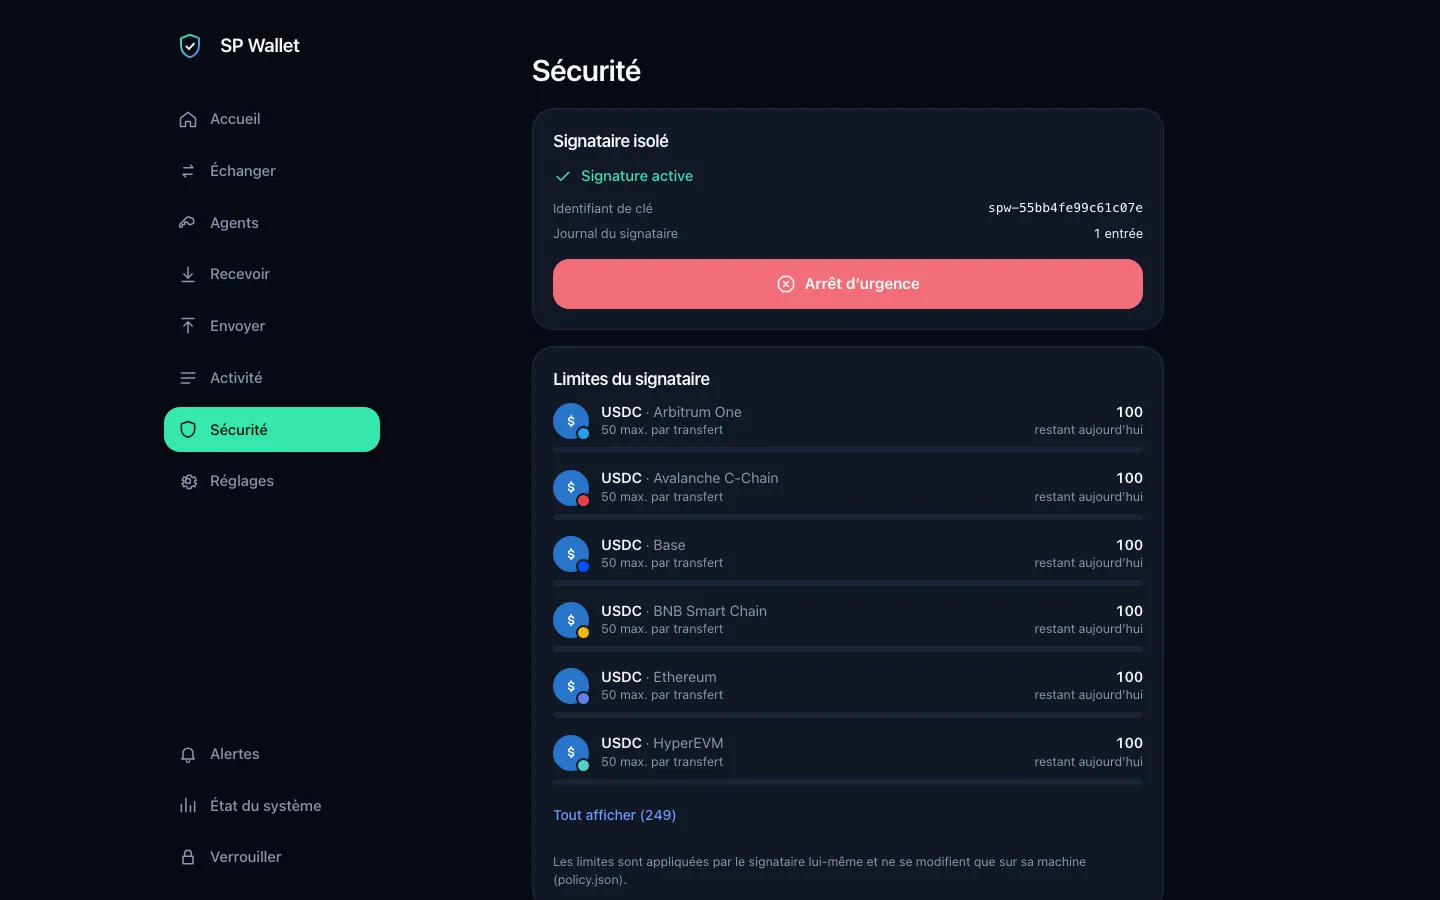 SP Wallet
Accueil
Échanger
Agents
Recevoir
Envoyer
Activité
Sécurité
Réglages
Alertes
État du système
Verrouiller
Sécurité
Signataire isolé
Signature active
Identifiant de clé spw-55bb4fe99c61c07e
Journal du signataire 1 entrée
Arrêt d’urgence
Limites du signataire
$ USDC · Arbitrum One 100
50 max. par transfert restant aujourd’hui
$ USDC · Avalanche C-Chain 100
50 max. par transfert restant aujourd’hui
$ USDC · Base 100
50 max. par transfert restant aujourd’hui
$ USDC · BNB Smart Chain 100
50 max. par transfert restant aujourd’hui
$ USDC · Ethereum 100
50 max. par transfert restant aujourd’hui
$ USDC · HyperEVM 100
50 max. par transfert restant aujourd’hui
Tout afficher (249)
Les limites sont appliquées par le signataire lui-même et ne se modifient que sur sa machine
(policy.json).